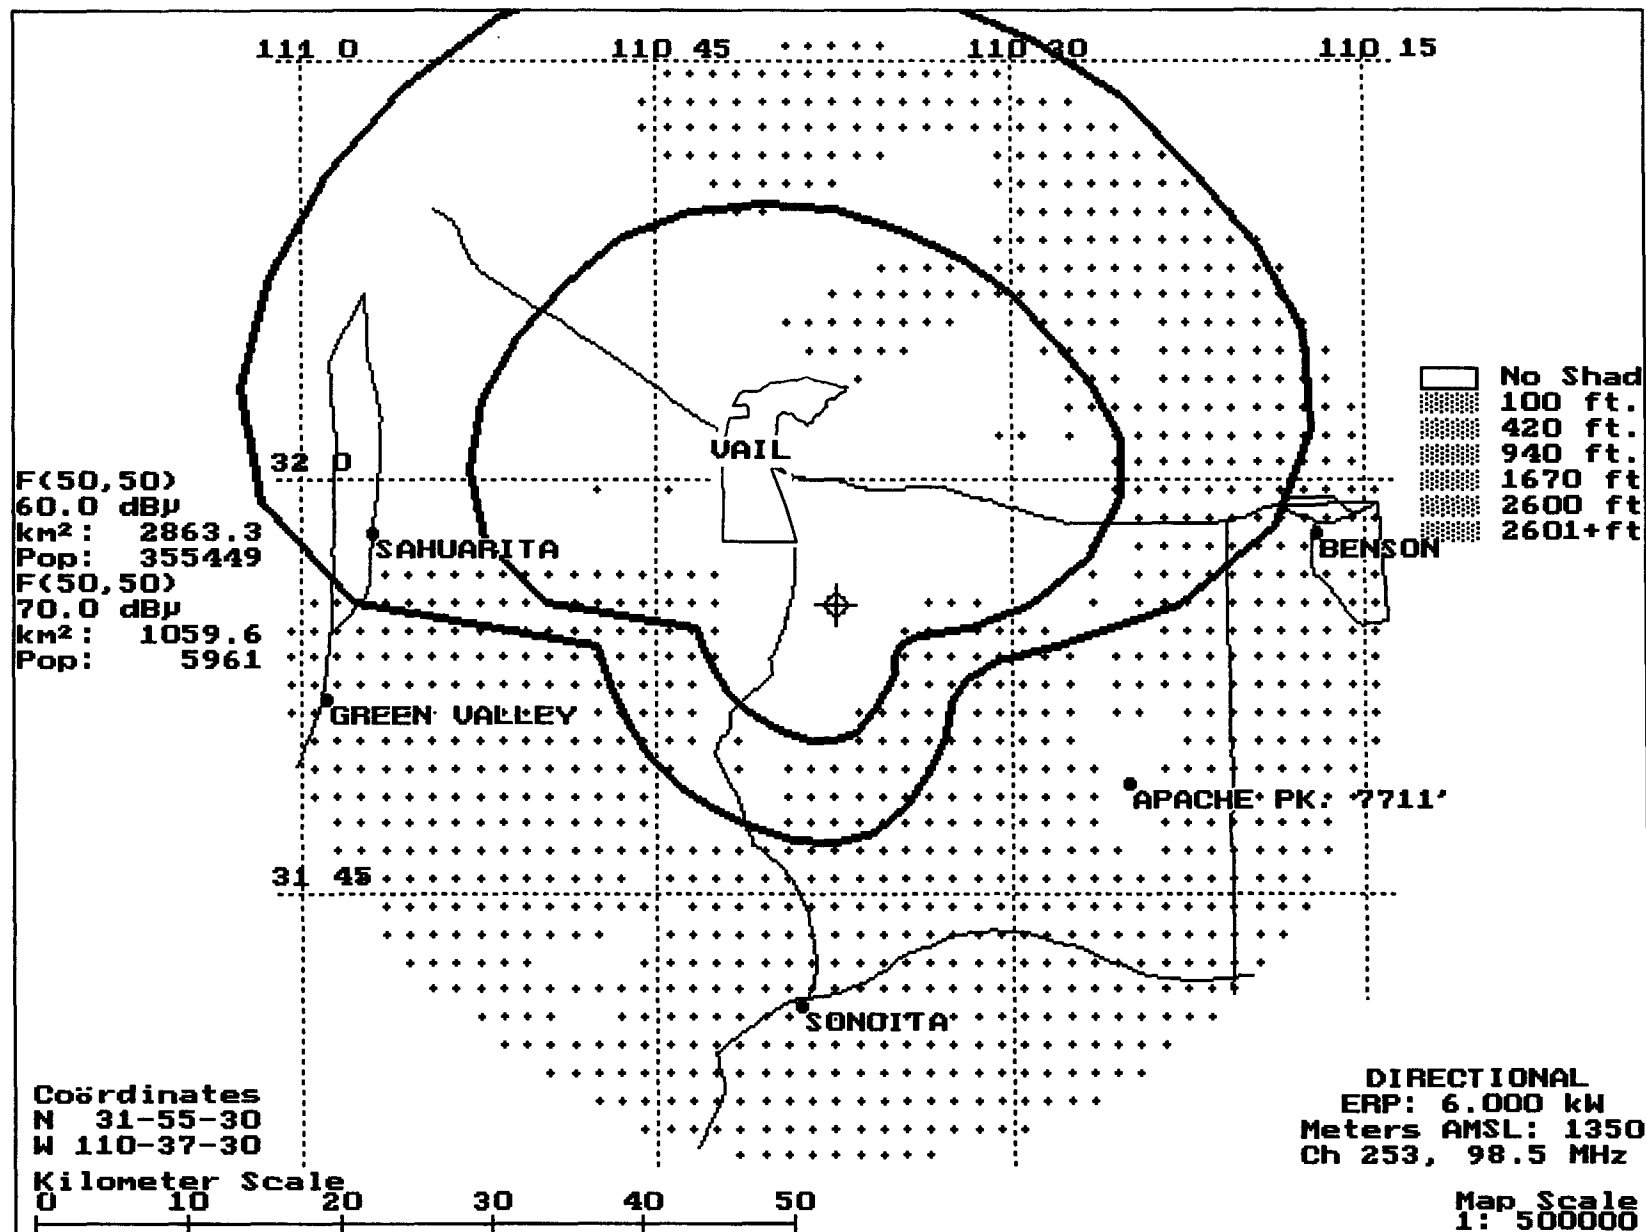 111 0
110 45
110 30
110 15
No Shad
100 ft.
420 ft.
940 ft.
1670 ft
2600 ft
2601+ft
VAIL
32 0
F(50,50)
60.0 dBµ
km²: 2863.3
Pop: 355449
F(50,50)
70.0 dBµ
km²: 1059.6
Pop: 5961
SAHUARITA
BENSON
GREEN VALLEY
APACHE PK. 7711'
31 45
SONOITA
Coördinates
N 31-55-30
W 110-37-30
Kilometer Scale
0 10 20 30 40 50
DIRECTIONAL
ERP: 6.000 kW
Meters AMSL: 1350
Ch 253, 98.5 MHz
Map Scale
1: 500000